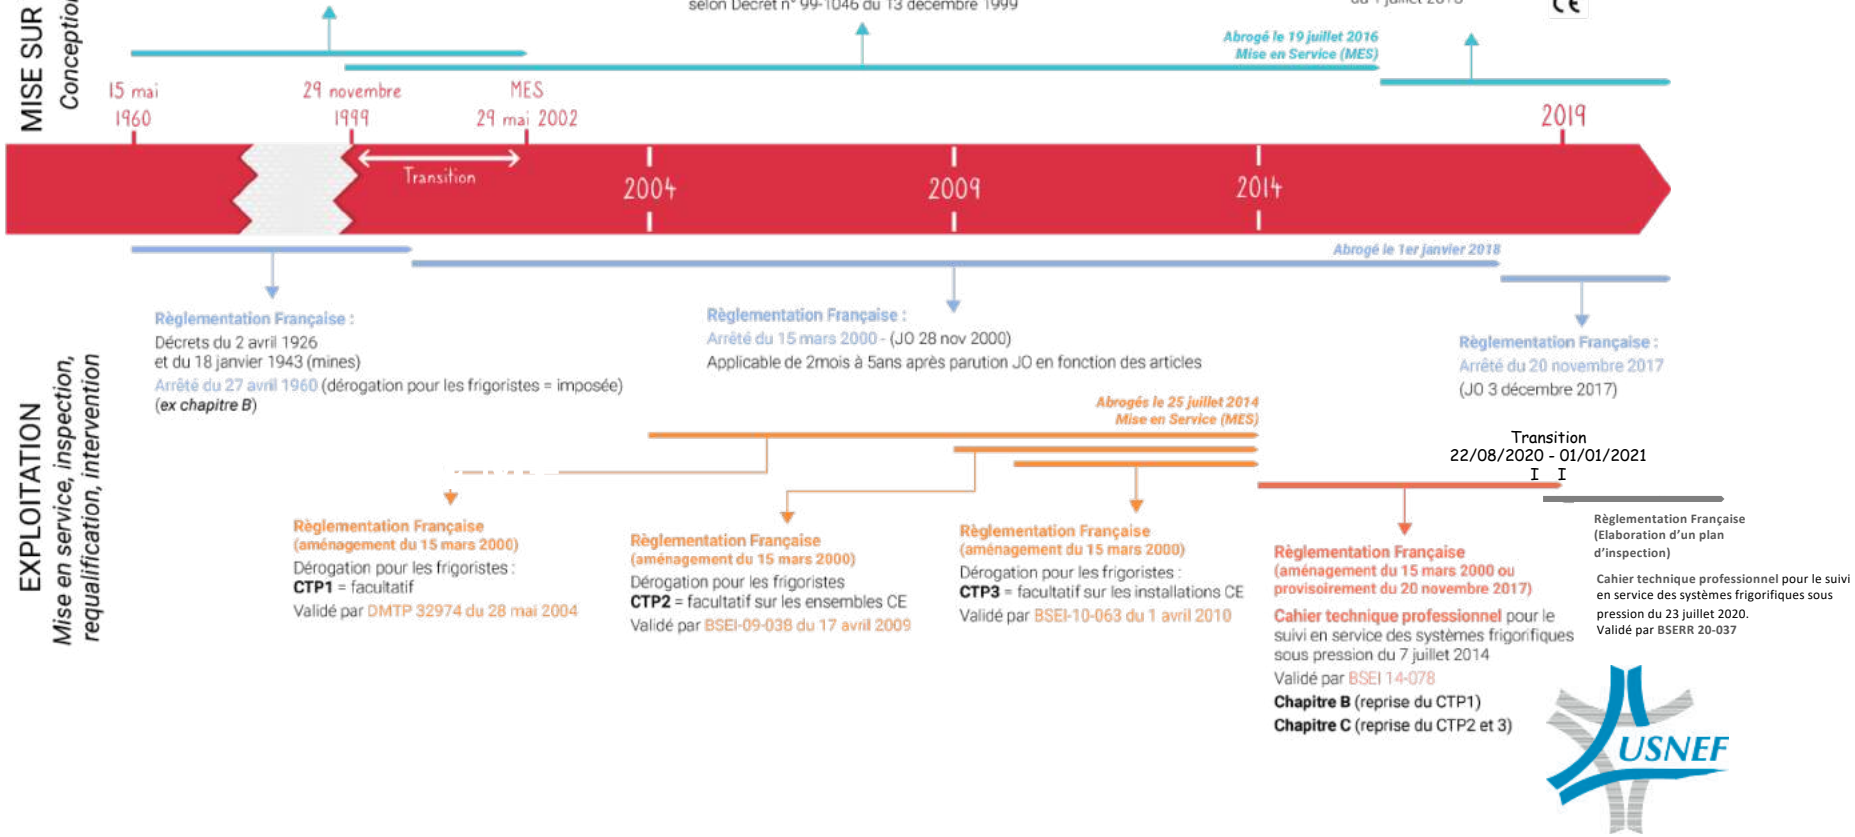 MISE SUR
Conception
selon Décret n° 99-1046 du 13 décembre 1999
CE
Abrogé le 19 juillet 2016
Mise en Service (MES)
15 mai
1960
29 novembre
1999
MES
29 mai 2002
2019
Transition
2004
2009
2014
Abrogé le 1er janvier 2018
EXPLOITATION
Mise en service, inspection,
requalification, intervention
Règlementation Française :
Décrets du 2 avril 1926
et du 18 janvier 1943 (mines)
Arrêté du 27 avril 1960 (dérogation pour les frigoristes = imposée)
(ex chapitre B)
Règlementation Française :
Arrêté du 15 mars 2000 - (JO 28 nov 2000)
Applicable de 2mois à 5ans après parution JO en fonction des articles
Règlementation Française :
Arrêté du 20 novembre 2017
(JO 3 décembre 2017)
Abrogés le 25 juillet 2014
Mise en Service (MES)
Transition
22/08/2020 - 01/01/2021
I I
Règlementation Française
(aménagement du 15 mars 2000)
Dérogation pour les frigoristes :
CTP1 = facultatif
Validé par DMTP 32974 du 28 mai 2004
Règlementation Française
(aménagement du 15 mars 2000)
Dérogation pour les frigoristes
CTP2 = facultatif sur les ensembles CE
Validé par BSEI-09-038 du 17 avril 2009
Règlementation Française
(aménagement du 15 mars 2000)
Dérogation pour les frigoristes :
CTP3 = facultatif sur les installations CE
Validé par BSEI-10-063 du 1 avril 2010
Règlementation Française
(aménagement du 15 mars 2000 ou
provisoirement du 20 novembre 2017)
Cahier technique professionnel pour le
suivi en service des systèmes frigorifiques
sous pression du 7 juillet 2014
Validé par BSEI 14-078
Chapitre B (reprise du CTP1)
Chapitre C (reprise du CTP2 et 3)
Règlementation Française
(Elaboration d'un plan
d'inspection)
Cahier technique professionnel pour le suivi
en service des systèmes frigorifiques sous
pression du 23 juillet 2020.
Validé par BSERR 20-037
USNEF